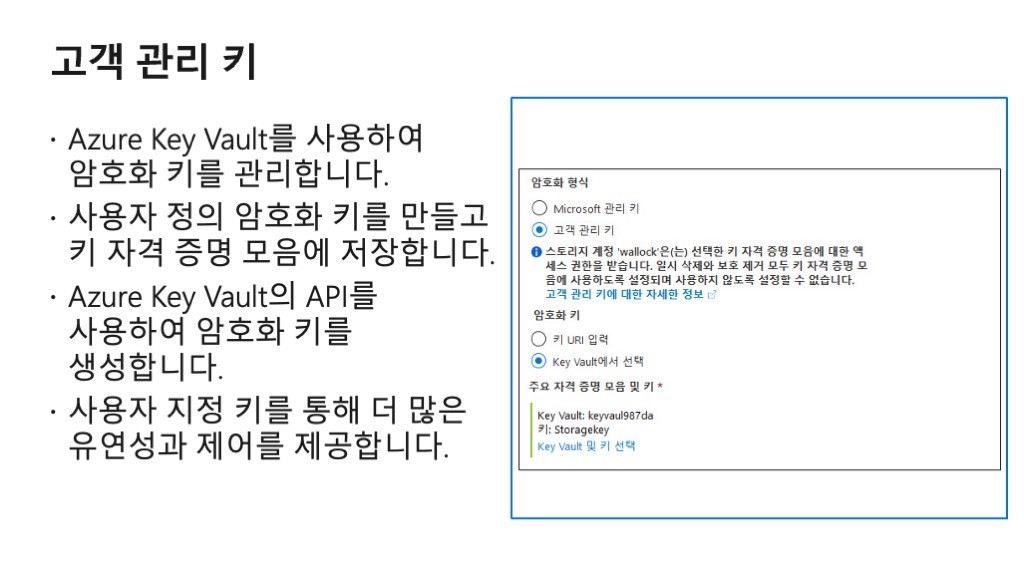 고객 관리 키
· Azure Key Vault를 사용하여
암호화 키를 관리합니다.
· 사용자 정의 암호화 키를 만들고
키 자격 증명 모음에 저장합니다.
· Azure Key Vault의 API를
사용하여 암호화 키를
생성합니다.
· 사용자 지정 키를 통해 더 많은
유연성과 제어를 제공합니다.
암호화 형식
Microsoft 관리 키
고객 관리 키
스토리지 계정 'wallock'은(는) 선택한 키 자격 증명 모음에 대한 액
세스 권한을 받습니다. 일시 삭제와 보호 제거 모두 키 자격 증명 모
음에 사용하도록 설정되며 사용하지 않도록 설정할 수 없습니다.
고객 관리 키에 대한 자세한 정보
암호화 키
키 URI 입력
Key Vault에서 선택
주요 자격 증명 모음 및 키 *
Key Vault: keyvaul987da
키: Storagekey
Key Vault 및 키 선택